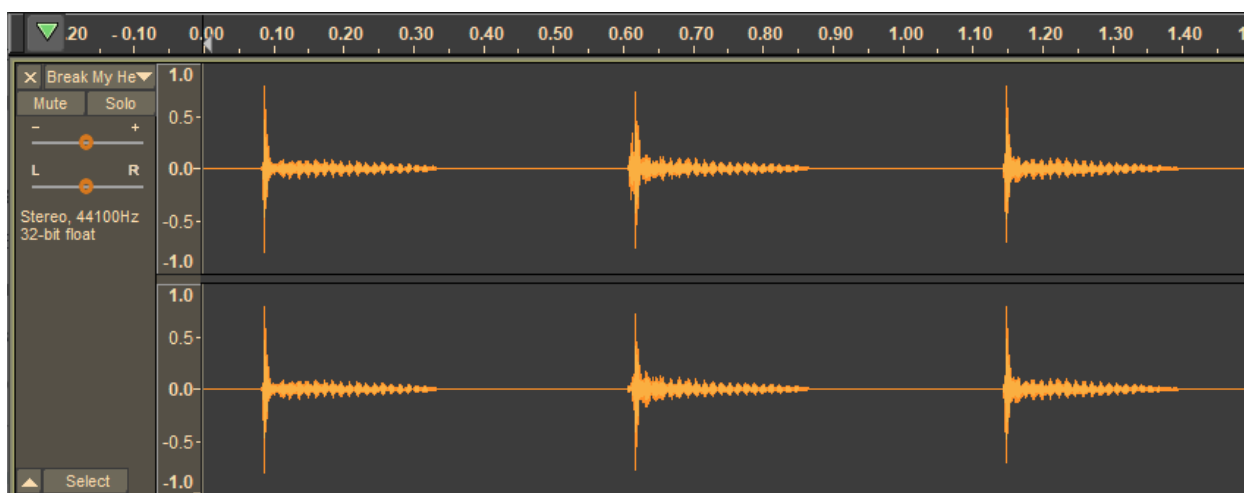 .20 - 0.10 0.00 0.10 0.20 0.30 0.40 0.50 0.60 0.70 0.80 0.90 1.00 1.10 1.20 1.30 1.40 1
× Break My He
Mute Solo
- +
L R
Stereo, 44100Hz
32-bit float
Select
1.0
0.5-
0.0-
-0.5-
-1.0
1.0
0.5-
0.0-
-0.5-
-1.0